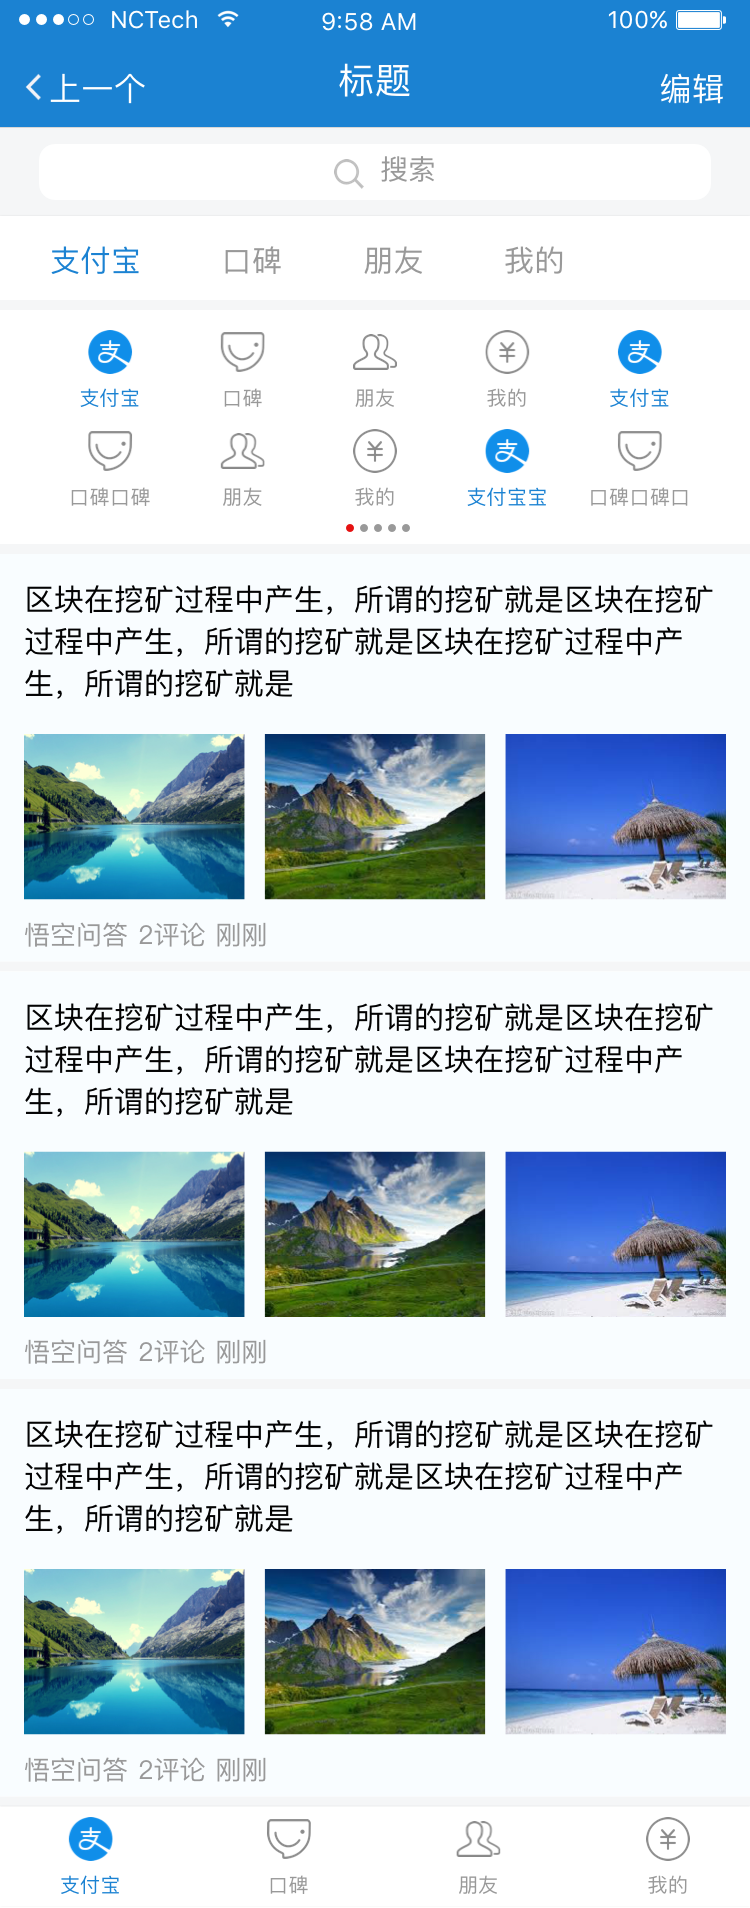 NCTech 9:58 AM 100%
上一个 标题 编辑
搜索
支付宝 口碑 朋友 我的
支付宝 口碑 朋友 我的 支付宝
口碑口碑 朋友 我的 支付宝宝 口碑口碑口
区块在挖矿过程中产生，所谓的挖矿就是区块在挖矿
过程中产生，所谓的挖矿就是区块在挖矿过程中产
生，所谓的挖矿就是
悟空问答 2评论 刚刚
区块在挖矿过程中产生，所谓的挖矿就是区块在挖矿
过程中产生，所谓的挖矿就是区块在挖矿过程中产
生，所谓的挖矿就是
悟空问答 2评论 刚刚
区块在挖矿过程中产生，所谓的挖矿就是区块在挖矿
过程中产生，所谓的挖矿就是区块在挖矿过程中产
生，所谓的挖矿就是
悟空问答 2评论 刚刚
支付宝 口碑 朋友 我的